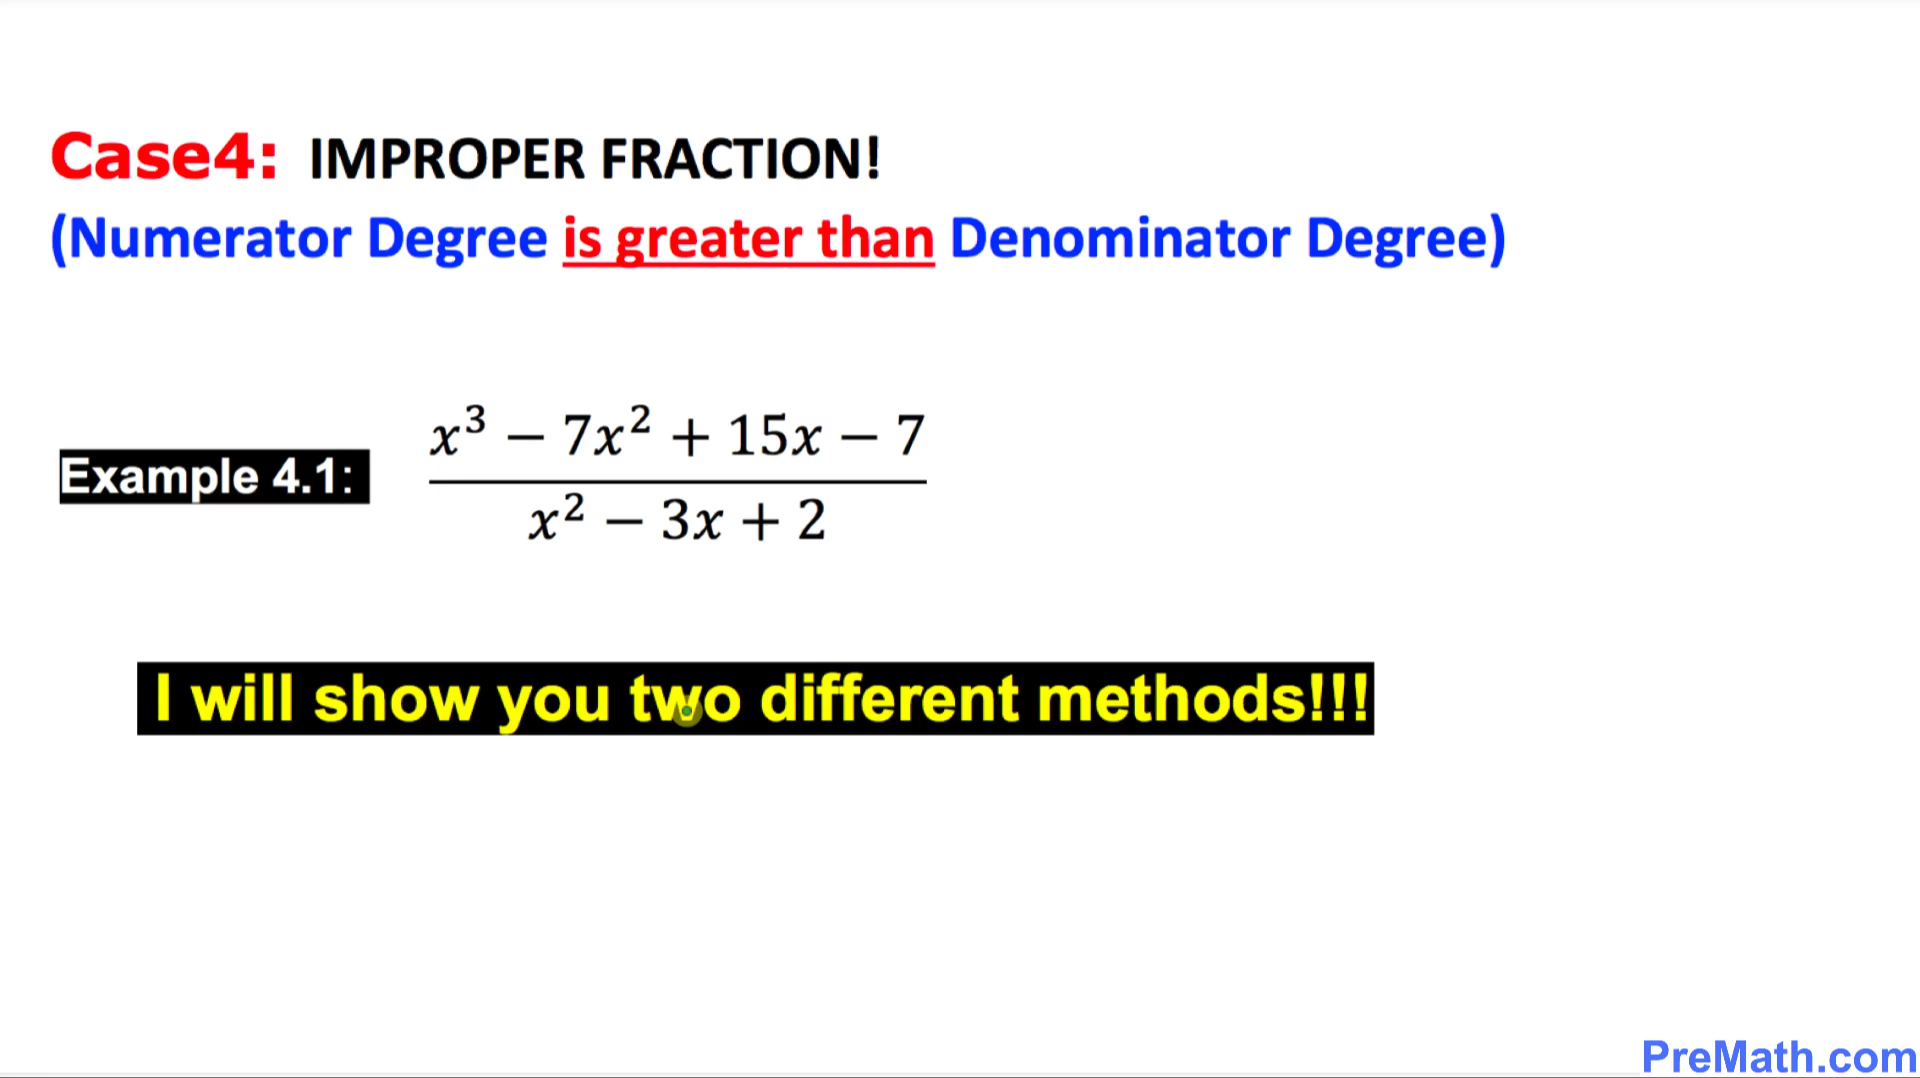 Case4: IMPROPER FRACTION!
(Numerator Degree is greater than Denominator Degree)
x³ − 7x² + 15x − 7
Example 4.1:
x² − 3x + 2
I will show you two different methods!!!
PreMath.com